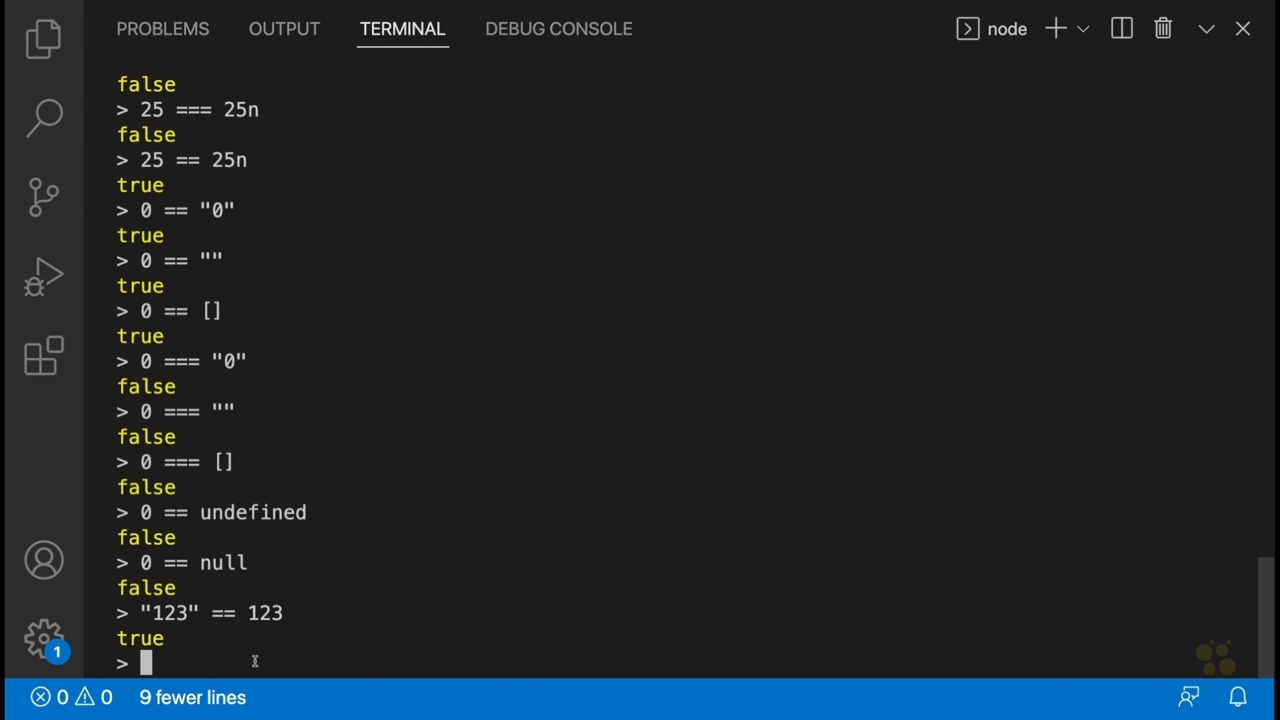 PROBLEMS OUTPUT TERMINAL DEBUG CONSOLE node
false
> 25 === 25n
false
> 25 == 25n
true
> 0 == "0"
true
> 0 == ""
true
> 0 == []
true
> 0 === "0"
false
> 0 === ""
false
> 0 === []
false
> 0 == undefined
false
> 0 == null
false
> "123" == 123
true
>
1
0 0 9 fewer lines